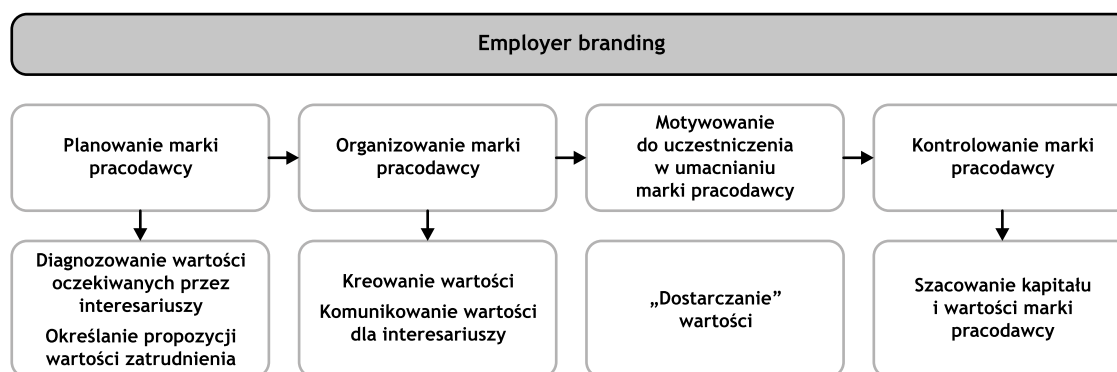 Employer branding
Planowanie marki
pracodawcy
Organizowanie marki
pracodawcy
Motywowanie
do uczestniczenia
w umacnianiu
marki pracodawcy
Kontrolowanie marki
pracodawcy
Diagnozowanie wartości
oczekiwanych przez
interesariuszy
Określanie propozycji
wartości zatrudnienia
Kreowanie wartości
Komunikowanie wartości
dla interesariuszy
„Dostarczanie”
wartości
Szacowanie kapitału
i wartości marki
pracodawcy